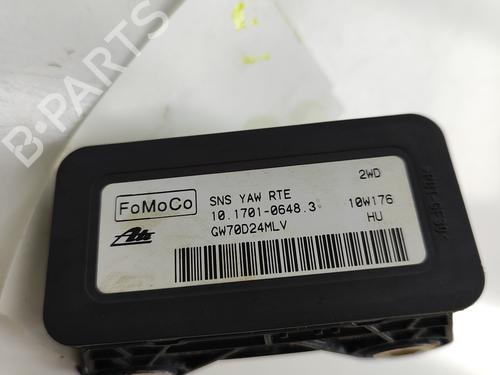 B-PARTS
FoMoCo
SNS YAW RTE
2WD
10.1701-0648.3
10W176
Ate
GW70D24MLV
HU